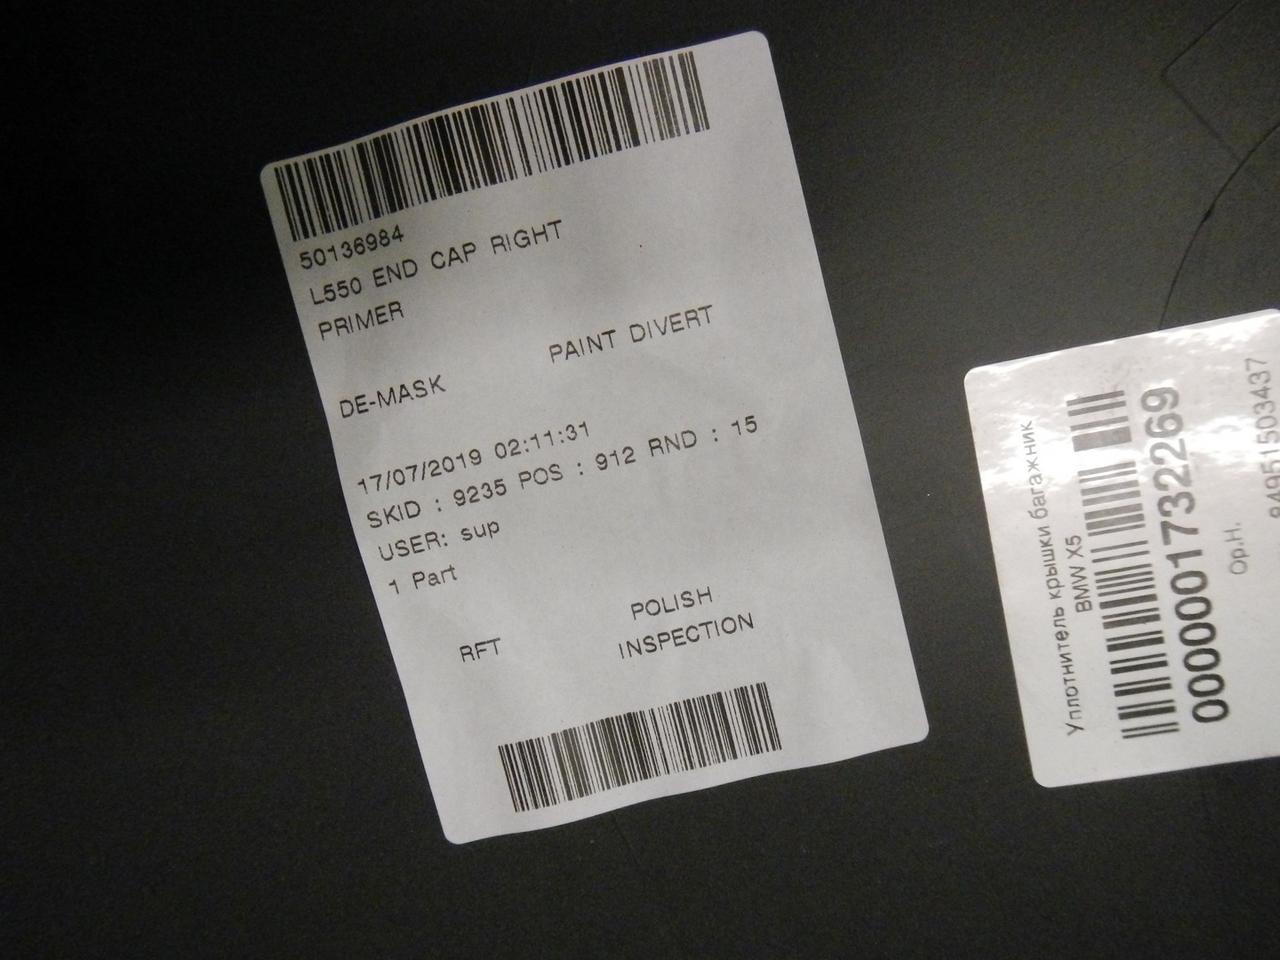 50136984
L550 END CAP RIGHT
PRIMER
PAINT DIVERT
DE-MASK
17/07/2019 02:11:31
SKID : 9235 POS : 912 RND : 15
USER: sup
1 Part
POLISH
RFT INSPECTION
Уплотнитель крышки багажник
BMW X5
0000001732269
Ор.Н.
84951503437